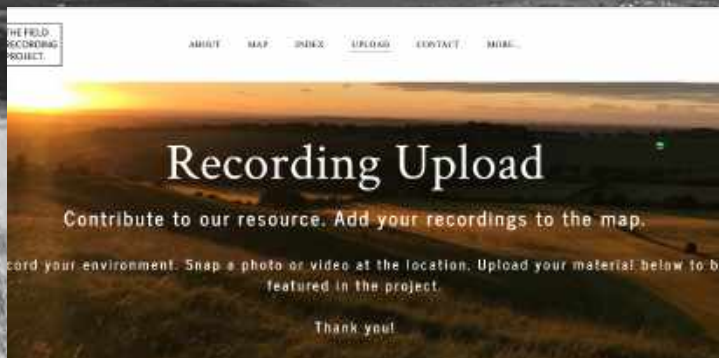 THE FIELD
RECORDING
PROJECT.
ABOUT MAP INDEX UPLOAD CONTACT MORE...
Recording Upload
Contribute to our resource. Add your recordings to the map.
cord your environment. Snap a photo or video at the location. Upload your material below to b
featured in the project.
Thank you!